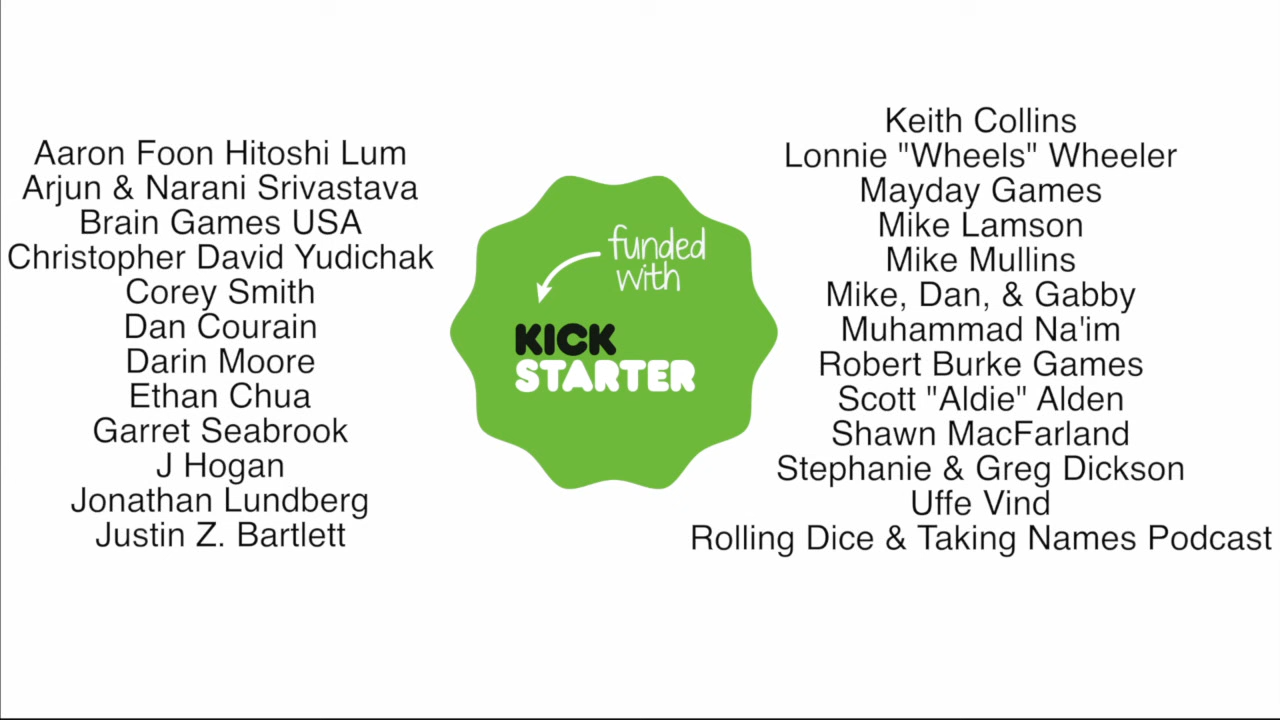 Aaron Foon Hitoshi Lum
Arjun & Narani Srivastava
Brain Games USA
Christopher David Yudichak
Corey Smith
Dan Courain
Darin Moore
Ethan Chua
Garret Seabrook
J Hogan
Jonathan Lundberg
Justin Z. Bartlett
funded
with
KICK
STARTER
Keith Collins
Lonnie "Wheels" Wheeler
Mayday Games
Mike Lamson
Mike Mullins
Mike, Dan, & Gabby
Muhammad Na'im
Robert Burke Games
Scott "Aldie" Alden
Shawn MacFarland
Stephanie & Greg Dickson
Uffe Vind
Rolling Dice & Taking Names Podcast